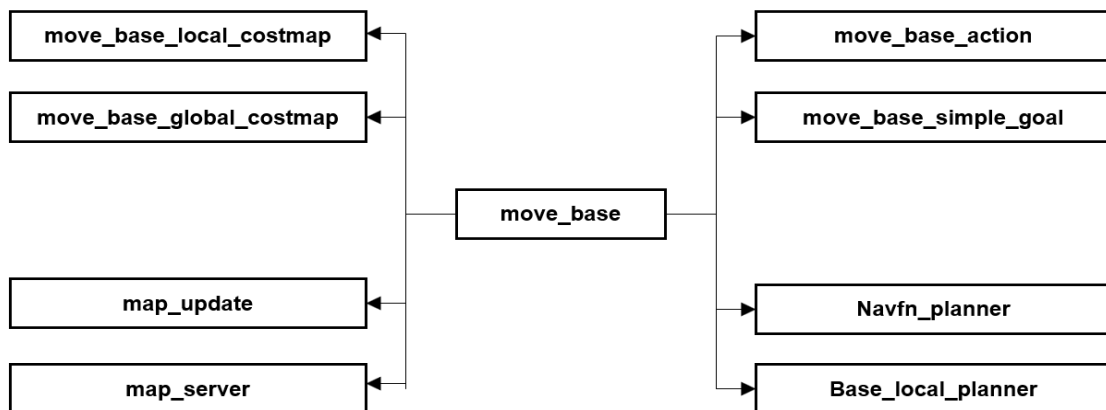 move_base_local_costmap
move_base_action
move_base_global_costmap
move_base_simple_goal
move_base
map_update
Navfn_planner
map_server
Base_local_planner